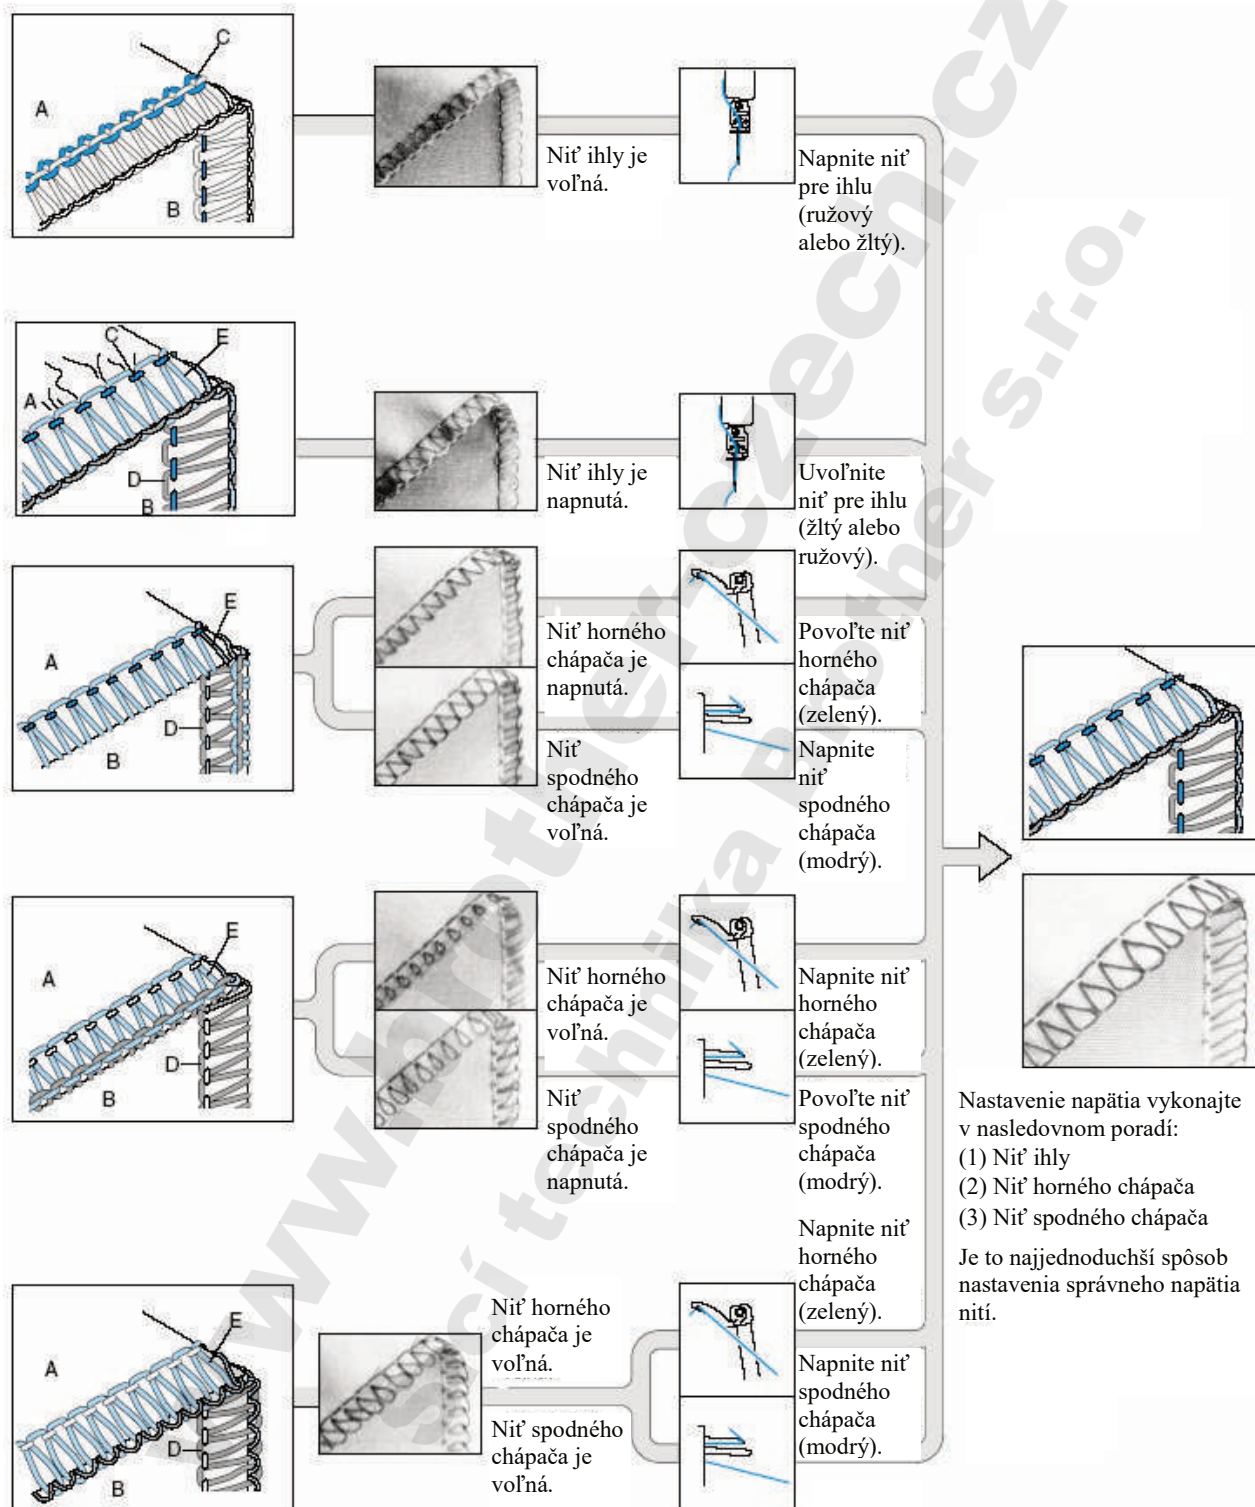 C
A
B
Niť ihly je
voľná.
Napnite niť
pre ihlu
(ružový
alebo žltý).
C
E
A
D
B
Niť ihly je
napnutá.
Uvoľnite
niť pre ihlu
(žltý alebo
ružový).
E
A
D
B
Niť horného
chápača je
napnutá.
Povoľte niť
horného
chápača
(zelený).
Niť
spodného
chápača je
voľná.
Napnite
niť
spodného
chápača
(modrý).
E
A
D
B
Niť horného
chápača je
voľná.
Napnite niť
horného
chápača
(zelený).
Niť
spodného
chápača je
napnutá.
Povoľte niť
spodného
chápača
(modrý).
E
A
D
B
Niť horného
chápača je
voľná.
Napnite niť
horného
chápača
(zelený).
Niť spodného
chápača je
voľná.
Napnite niť
spodného
chápača
(modrý).
Nastavenie napätia vykonajte
v nasledovnom poradí:
(1) Niť ihly
(2) Niť horného chápača
(3) Niť spodného chápača
Je to najjednoduchší spôsob
nastavenia správneho napätia
nití.